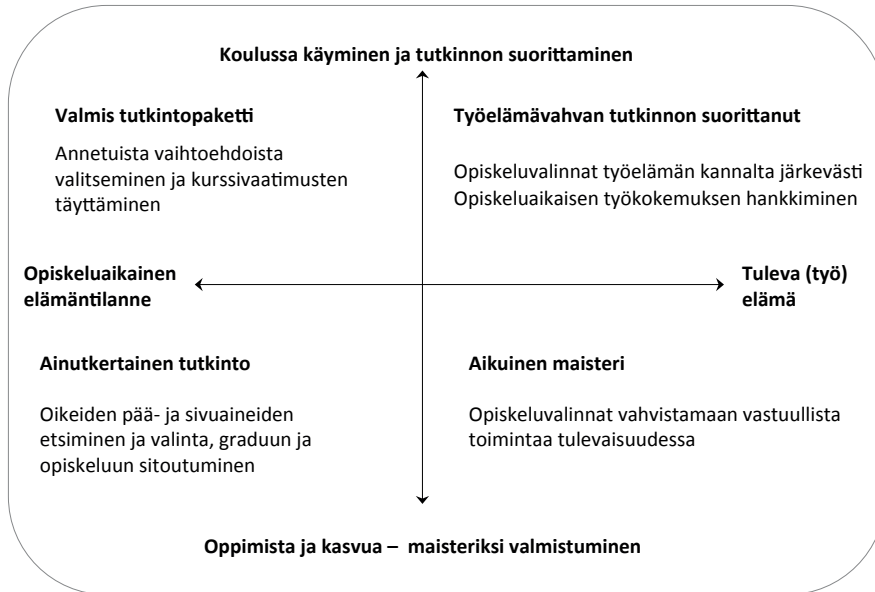 Koulussa käyminen ja tutkinnon suorittaminen
Valmis tutkintopaketti
Annetuista vaihtoehdoista
valitseminen ja kurssivaatimusten
täyttäminen
Työelämävahvan tutkinnon suorittanut
Opiskeluvalinnat työelämän kannalta järkevästi
Opiskeluaikaisen työkokemuksen hankkiminen
Opiskeluaikainen
elämäntilanne
Tuleva (työ)
elämä
Ainutkertainen tutkinto
Oikeiden pää- ja sivuaineiden
etsiminen ja valinta, graduun ja
opiskeluun sitoutuminen
Aikuinen maisteri
Opiskeluvalinnat vahvistamaan vastuullista
toimintaa tulevaisuudessa
Oppimista ja kasvua – maisteriksi valmistuminen